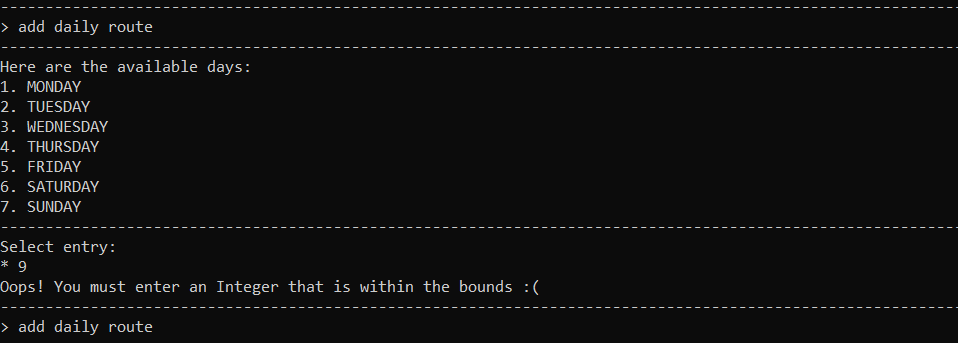 > add daily route
Here are the available days:
1. MONDAY
2. TUESDAY
3. WEDNESDAY
4. THURSDAY
5. FRIDAY
6. SATURDAY
7. SUNDAY
Select entry:
* 9
Oops! You must enter an Integer that is within the bounds :(
> add daily route